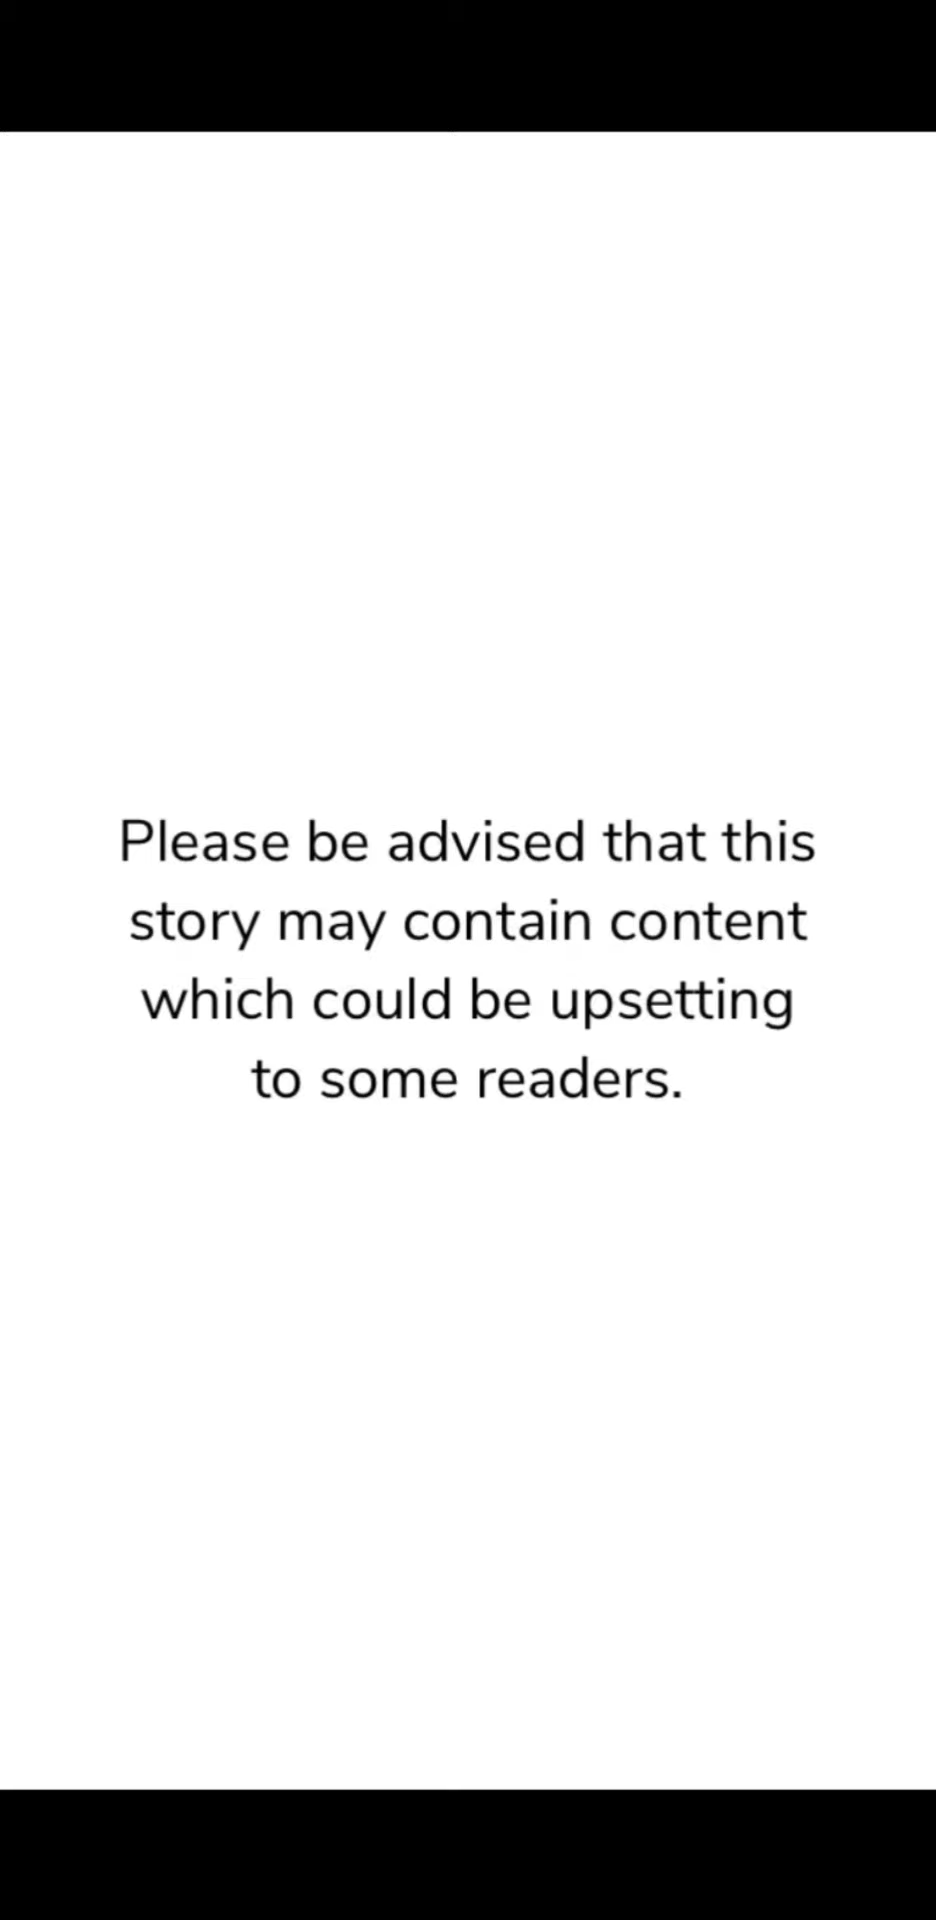 Please be advised that this
story may contain content
which could be upsetting
to some readers.